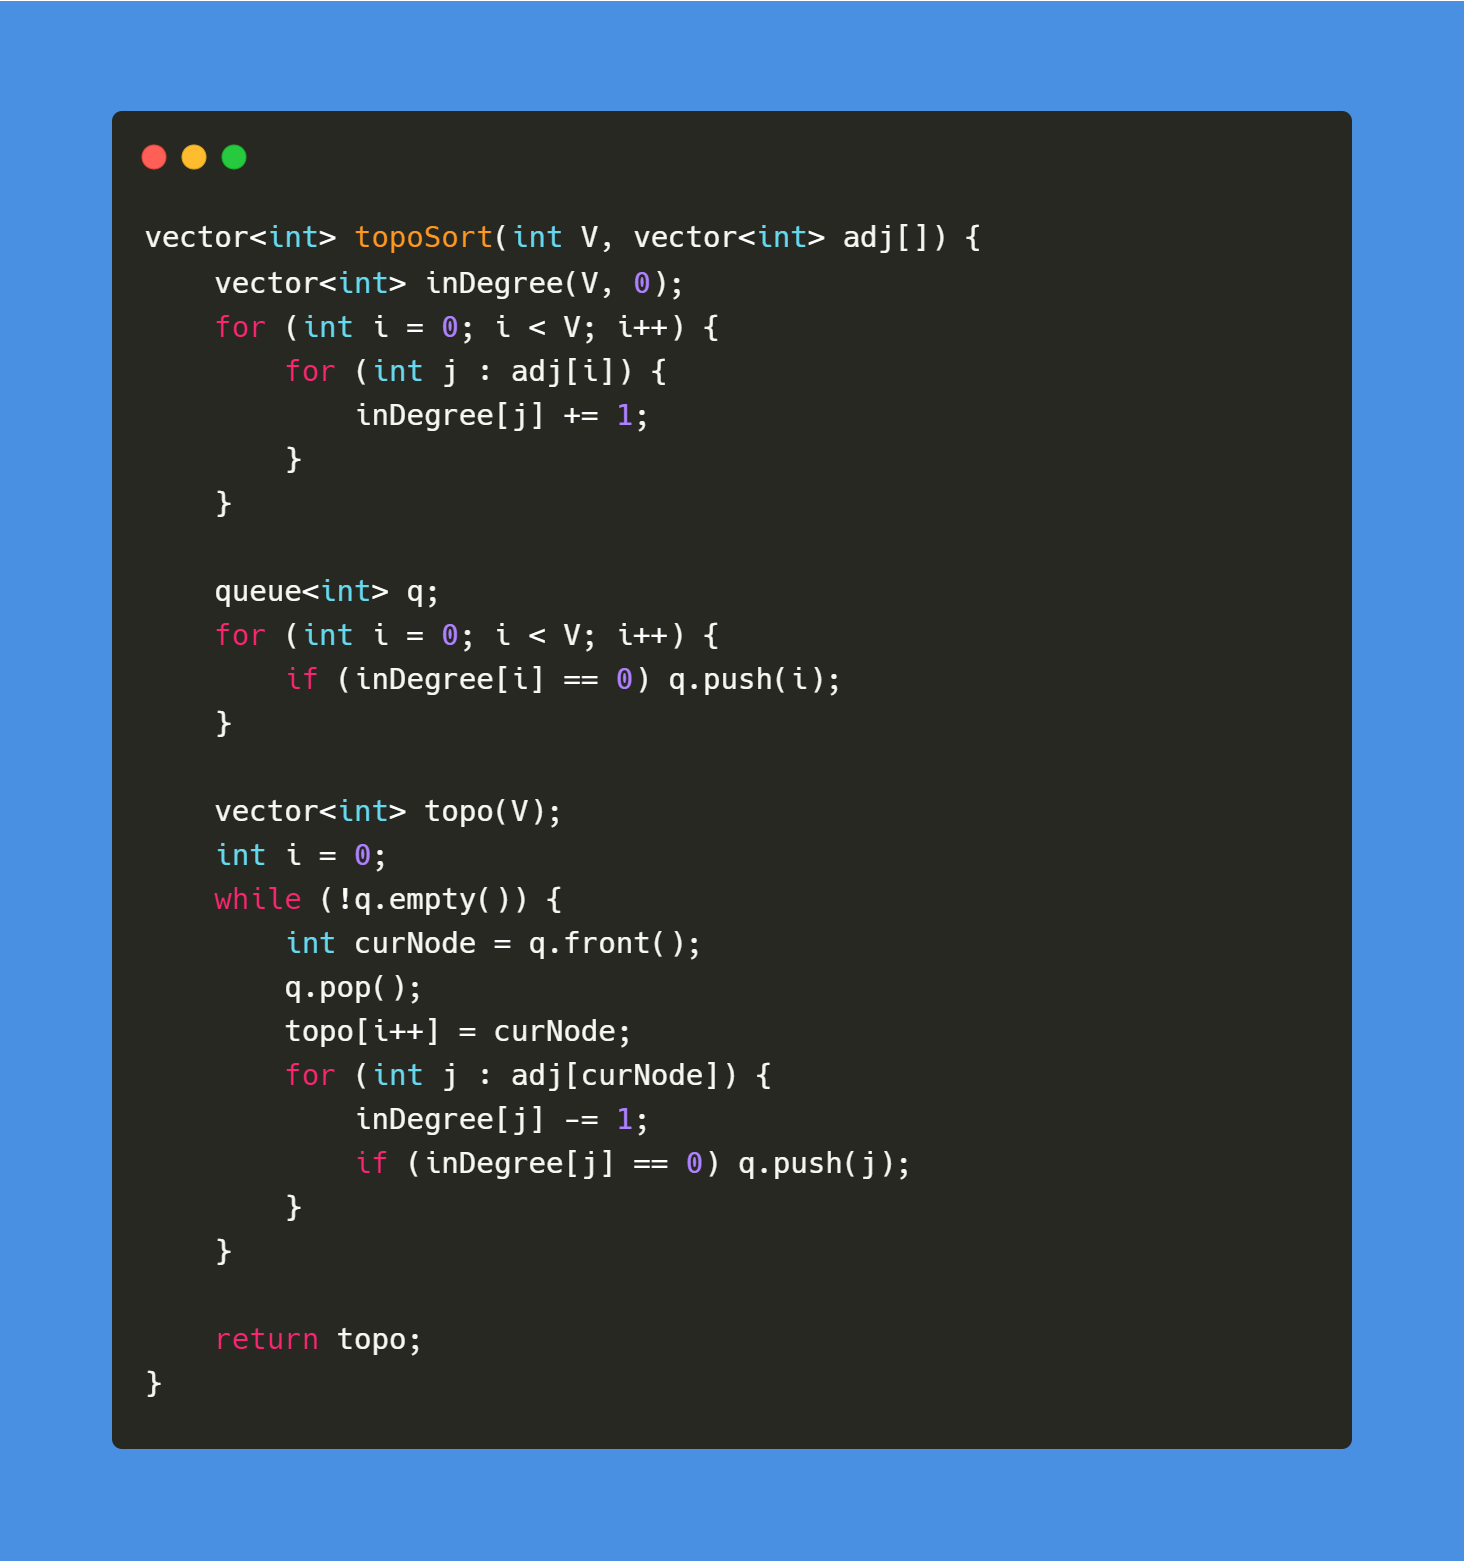 vector<int> topoSort(int V, vector<int> adj[]) {
    vector<int> inDegree(V, 0);
    for (int i = 0; i < V; i++) {
        for (int j : adj[i]) {
            inDegree[j] += 1;
        }
    }

    queue<int> q;
    for (int i = 0; i < V; i++) {
        if (inDegree[i] == 0) q.push(i);
    }

    vector<int> topo(V);
    int i = 0;
    while (!q.empty()) {
        int curNode = q.front();
        q.pop();
        topo[i++] = curNode;
        for (int j : adj[curNode]) {
            inDegree[j] -= 1;
            if (inDegree[j] == 0) q.push(j);
        }
    }

    return topo;
}